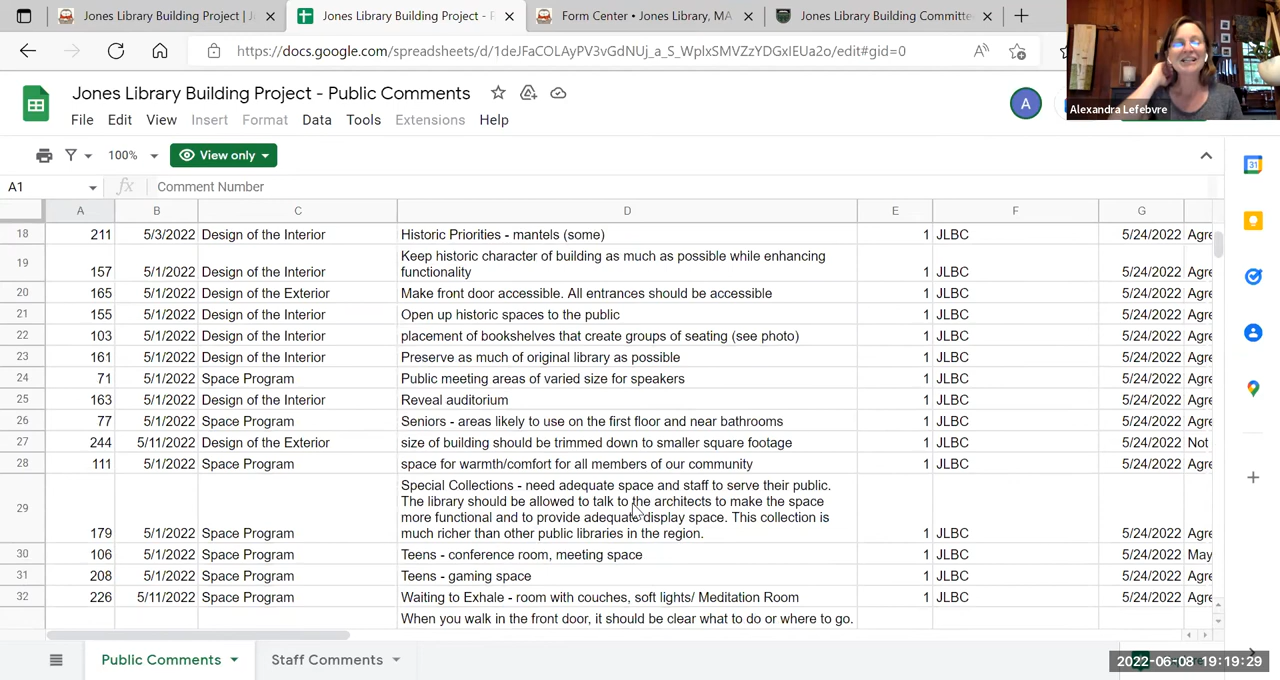 Jones Library Building Project | J
Jones Library Building Project - P
Form Center • Jones Library, MA
Jones Library Building Committe
https://docs.google.com/spreadsheets/d/1deJFaCOLAyPV3vGdNUj_a_S_WplxSMVZzYDGxIEUa2o/edit#gid=0
Alexandra Lefebvre
Jones Library Building Project - Public Comments
A
File Edit View Insert Format Data Tools Extensions Help
100% View only
31
A1 fx Comment Number
A B C D E F G
18 211 5/3/2022 Design of the Interior Historic Priorities - mantels (some) 1 JLBC 5/24/2022 Agre
Keep historic character of building as much as possible while enhancing
19 157 5/1/2022 Design of the Interior functionality 1 JLBC 5/24/2022 Agre
20 165 5/1/2022 Design of the Exterior Make front door accessible. All entrances should be accessible 1 JLBC 5/24/2022 Agre
21 155 5/1/2022 Design of the Interior Open up historic spaces to the public 1 JLBC 5/24/2022 Agre
22 103 5/1/2022 Design of the Interior placement of bookshelves that create groups of seating (see photo) 1 JLBC 5/24/2022 Agre
23 161 5/1/2022 Design of the Interior Preserve as much of original library as possible 1 JLBC 5/24/2022 Agre
24 71 5/1/2022 Space Program Public meeting areas of varied size for speakers 1 JLBC 5/24/2022 Agre
25 163 5/1/2022 Design of the Interior Reveal auditorium 1 JLBC 5/24/2022 Agre
26 77 5/1/2022 Space Program Seniors - areas likely to use on the first floor and near bathrooms 1 JLBC 5/24/2022 Agre
27 244 5/11/2022 Design of the Exterior size of building should be trimmed down to smaller square footage 1 JLBC 5/24/2022 Not
28 111 5/1/2022 Space Program space for warmth/comfort for all members of our community 1 JLBC 5/24/2022 Agre
Special Collections - need adequate space and staff to serve their public.
The library should be allowed to talk to the architects to make the space
29 more functional and to provide adequate display space. This collection is
179 5/1/2022 Space Program much richer than other public libraries in the region. 1 JLBC 5/24/2022 Agre
30 106 5/1/2022 Space Program Teens - conference room, meeting space 1 JLBC 5/24/2022 May
31 208 5/1/2022 Space Program Teens - gaming space 1 JLBC 5/24/2022 Agre
32 226 5/11/2022 Space Program Waiting to Exhale - room with couches, soft lights/ Meditation Room 1 JLBC 5/24/2022 Agre
When you walk in the front door, it should be clear what to do or where to go.
Public Comments Staff Comments
2022-06-08 19:19:29